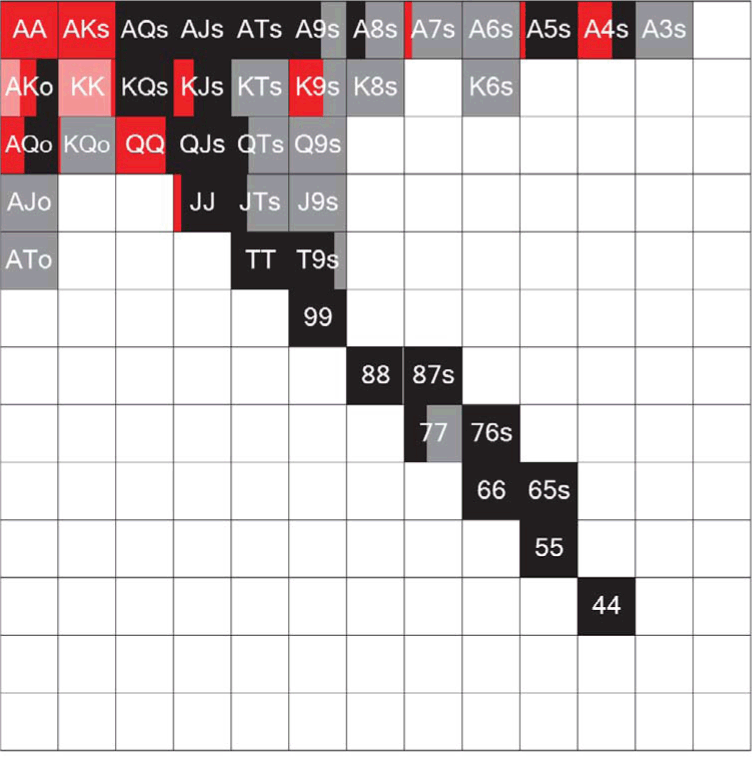 AA AKs AQs AJs ATs A9s A8s A7s A6s A5s A4s A3s
AKo KK KQs KJs KTs K9s K8s K6s
AQo KQo QQ QJs QTs Q9s
AJo JJ JTs J9s
ATo TT T9s
99
88 87s
77 76s
66 65s
55
44